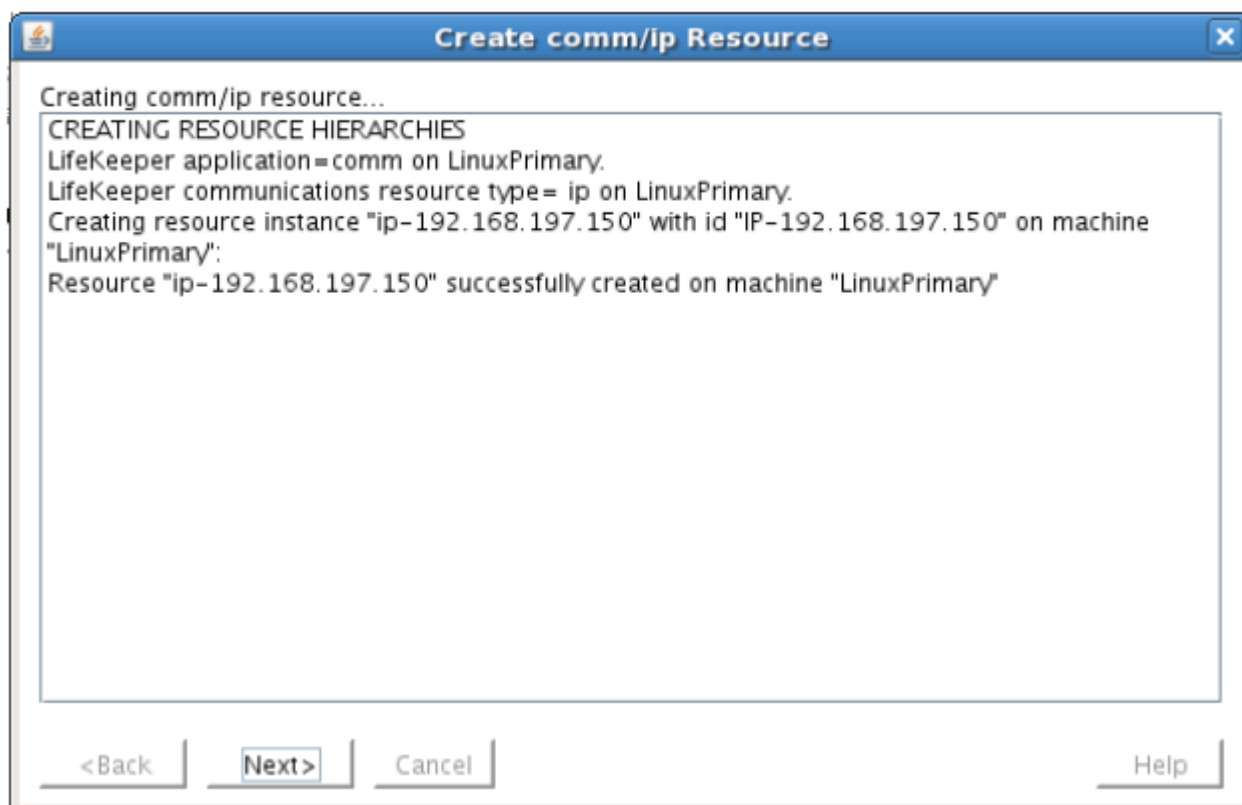 Create comm/ip Resource
Creating comm/ip resource...
CREATING RESOURCE HIERARCHIES
LifeKeeper application=comm on LinuxPrimary.
LifeKeeper communications resource type= ip on LinuxPrimary.
Creating resource instance "ip-192.168.197.150" with id "IP-192.168.197.150" on machine
"LinuxPrimary":
Resource "ip-192.168.197.150" successfully created on machine "LinuxPrimary"
<Back Next> Cancel Help